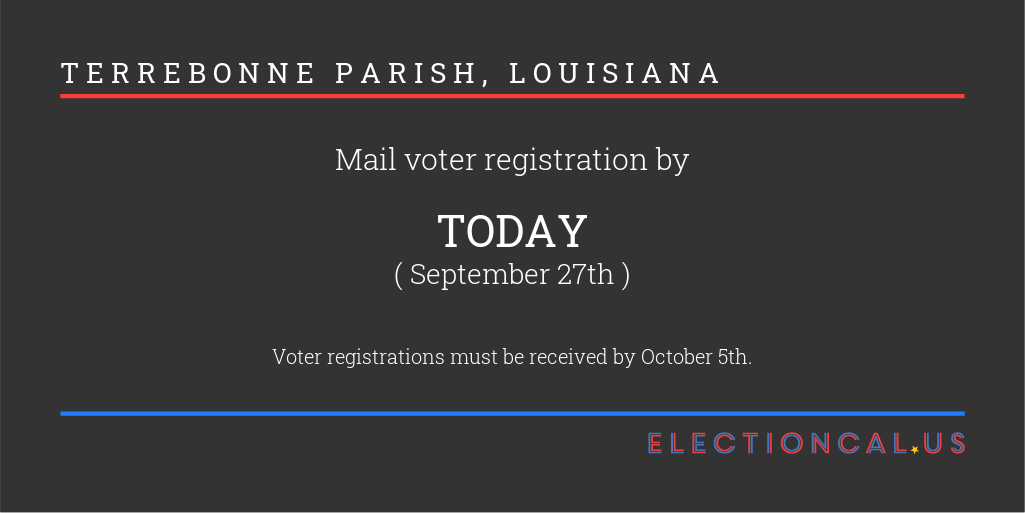 TERREBONNE PARISH, LOUISIANA
Mail voter registration by
TODAY
( September 27th )
Voter registrations must be received by October 5th.
ELECTIONCAL.US